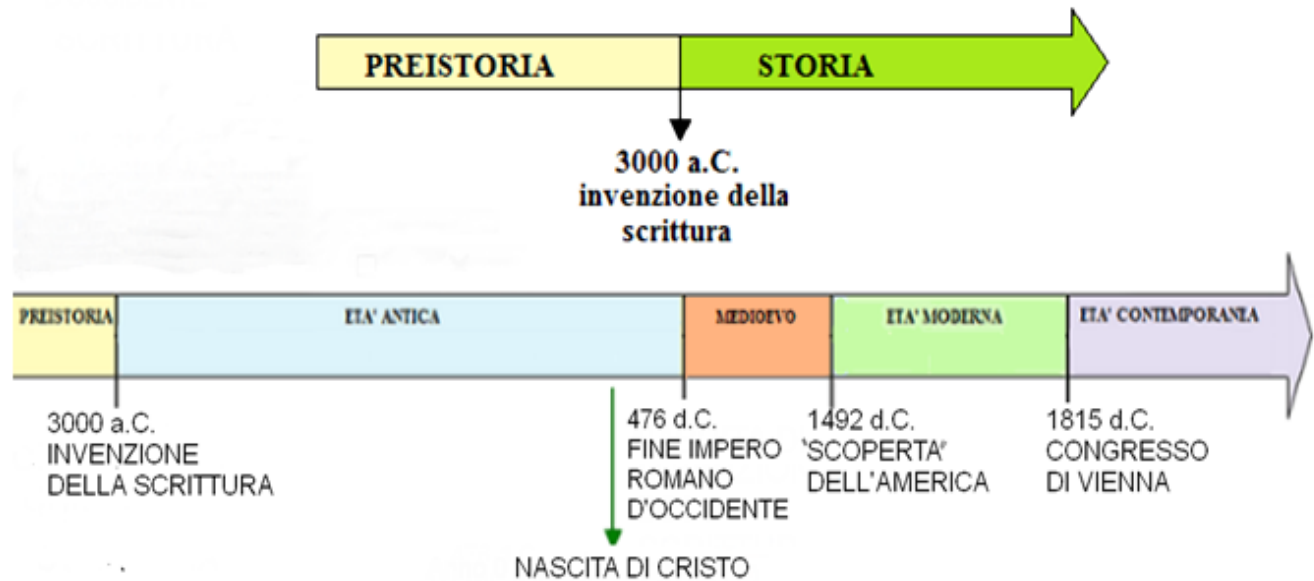 PREISTORIA
STORIA
3000 a.C.
invenzione della
scrittura
PREISTORIA
ETA' ANTICA
MEDIOEVO
ETA' MODERNA
ETA' CONTEMPORANEA
3000 a.C.
INVENZIONE
DELLA SCRITTURA
476 d.C.
FINE IMPERO
ROMANO
D'OCCIDENTE
1492 d.C.
'SCOPERTA'
DELL'AMERICA
1815 d.C.
CONGRESSO
DI VIENNA
NASCITA DI CRISTO